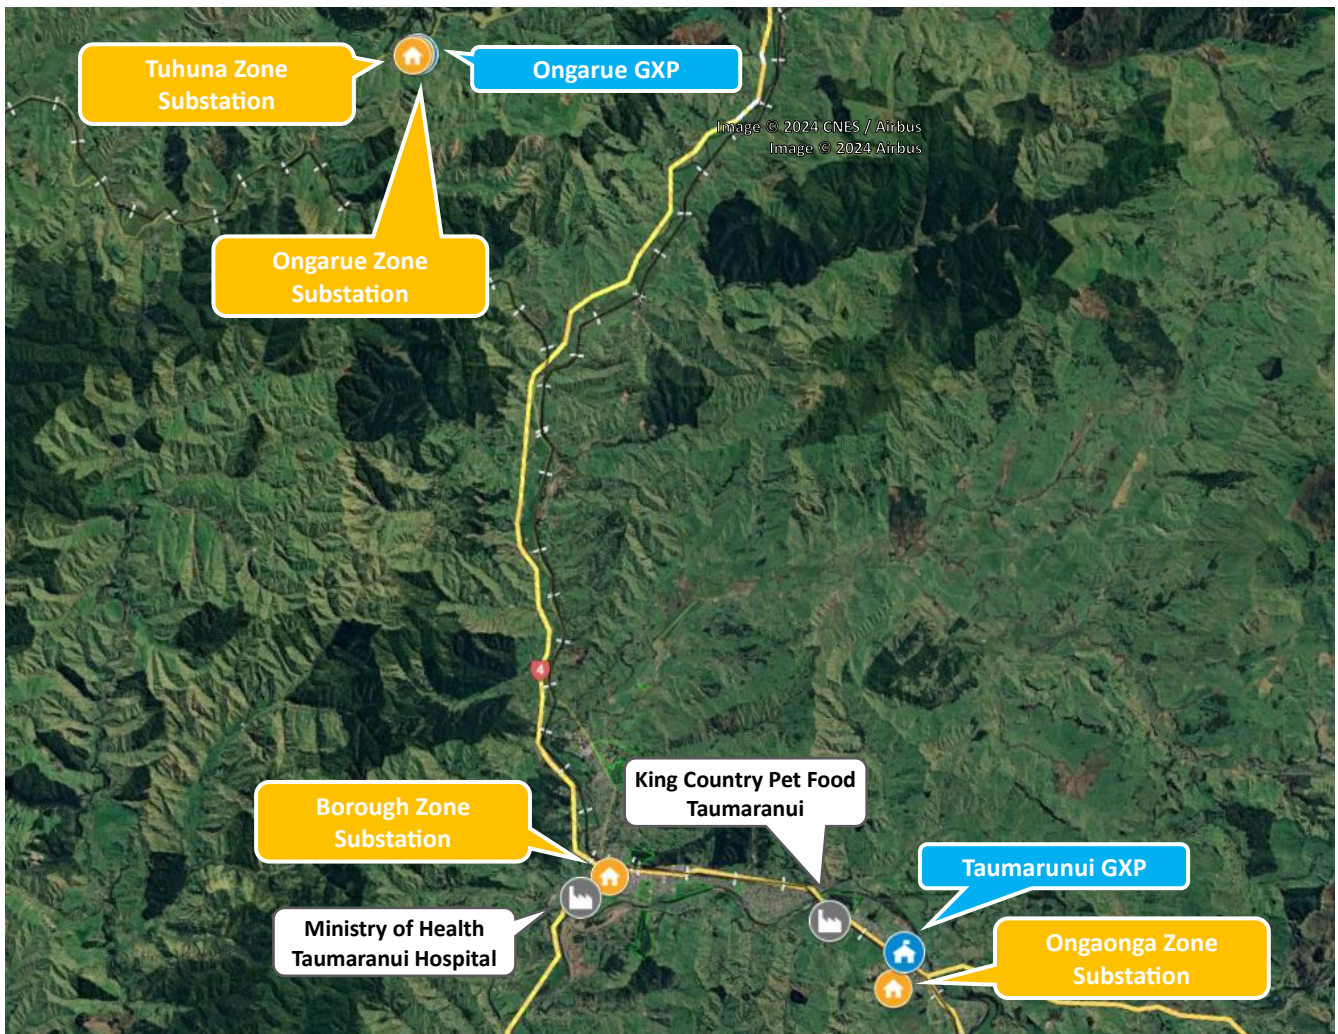 Tuhuna Zone
Substation
Ongarue GXP
Image © 2024 CNES / Airbus
Image © 2024 Airbus
Ongarue Zone
Substation
4
King Country Pet Food
Taumaranui
Borough Zone
Substation
Taumarunui GXP
Ministry of Health
Taumaranui Hospital
Ongaonga Zone
Substation